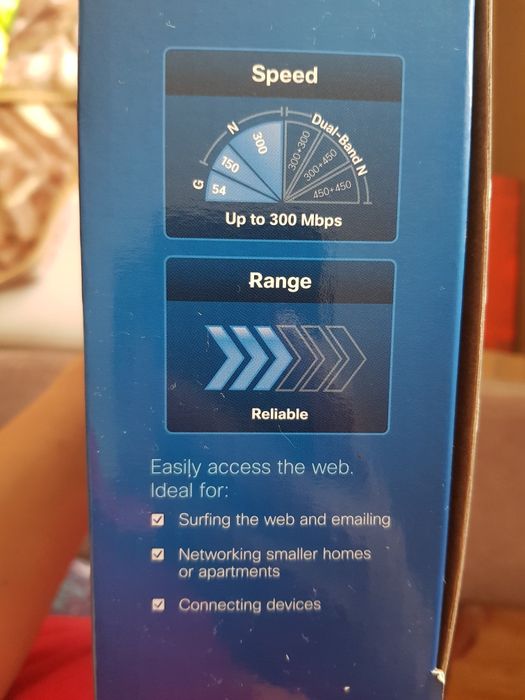 Speed
G
N
Dual-Band N
54
150
300
300+300
300+450
450+450
Up to 300 Mbps
Range
Reliable
Easily access the web.
Ideal for:
Surfing the web and emailing
Networking smaller homes
or apartments
Connecting devices